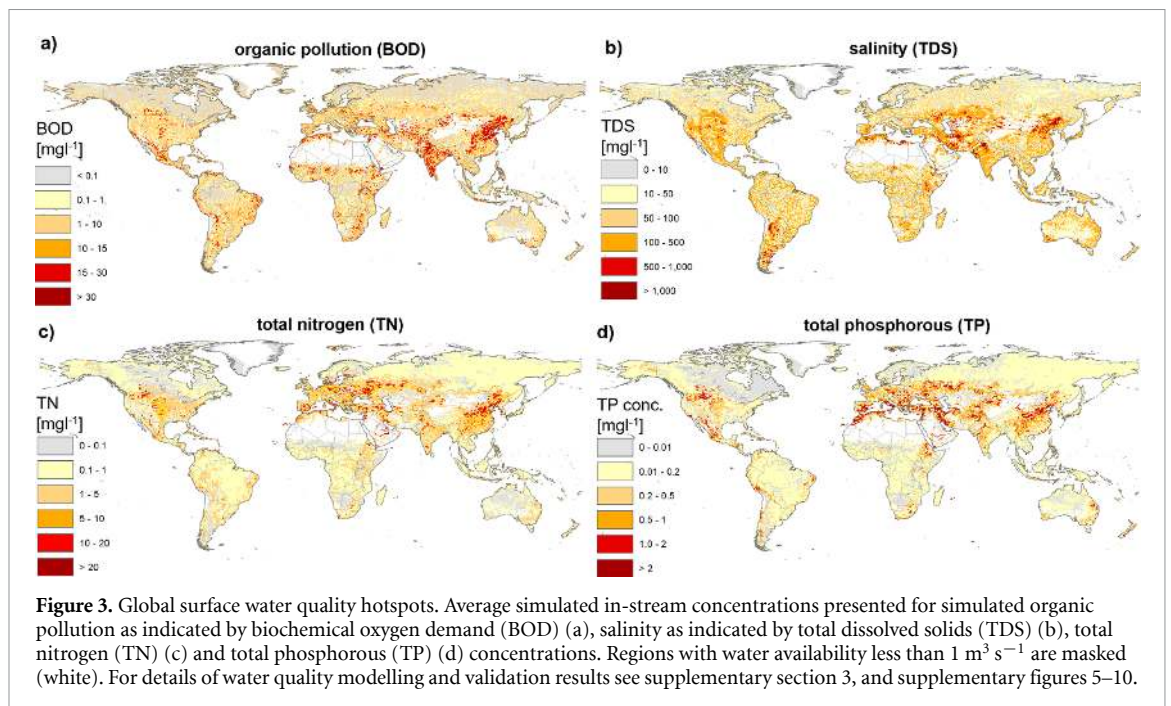 a)
organic pollution (BOD)
BOD
[mgl⁻¹]
< 0.1
0.1 - 1
1 - 10
10 - 15
15 - 30
> 30
b)
salinity (TDS)
TDS
[mgl⁻¹]
0 - 10
10 - 50
50 - 100
100 - 500
500 - 1,000
> 1,000
c)
total nitrogen (TN)
TN
[mgl⁻¹]
0 - 0.1
0.1 - 1
1 - 5
5 - 10
10 - 20
> 20
d)
total phosphorous (TP)
TP conc.
[mgl⁻¹]
0 - 0.01
0.01 - 0.2
0.2 - 0.5
0.5 - 1
1.0 - 2
> 2
Figure 3. Global surface water quality hotspots. Average simulated in-stream concentrations presented for simulated organic
pollution as indicated by biochemical oxygen demand (BOD) (a), salinity as indicated by total dissolved solids (TDS) (b), total
nitrogen (TN) (c) and total phosphorous (TP) (d) concentrations. Regions with water availability less than 1 m³ s⁻¹ are masked
(white). For details of water quality modelling and validation results see supplementary section 3, and supplementary figures 5–10.